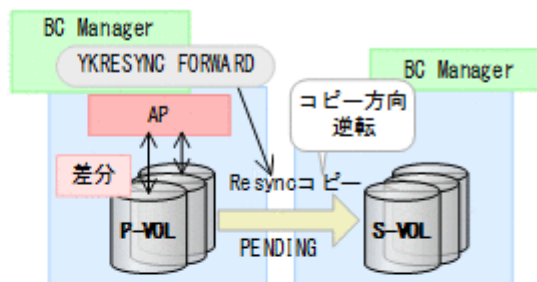 BC Manager
YKRESYNC FORWARD
BC Manager
AP
コピー方向
逆転
差分
Resyncコピー
P-VOL
S-VOL
PENDING